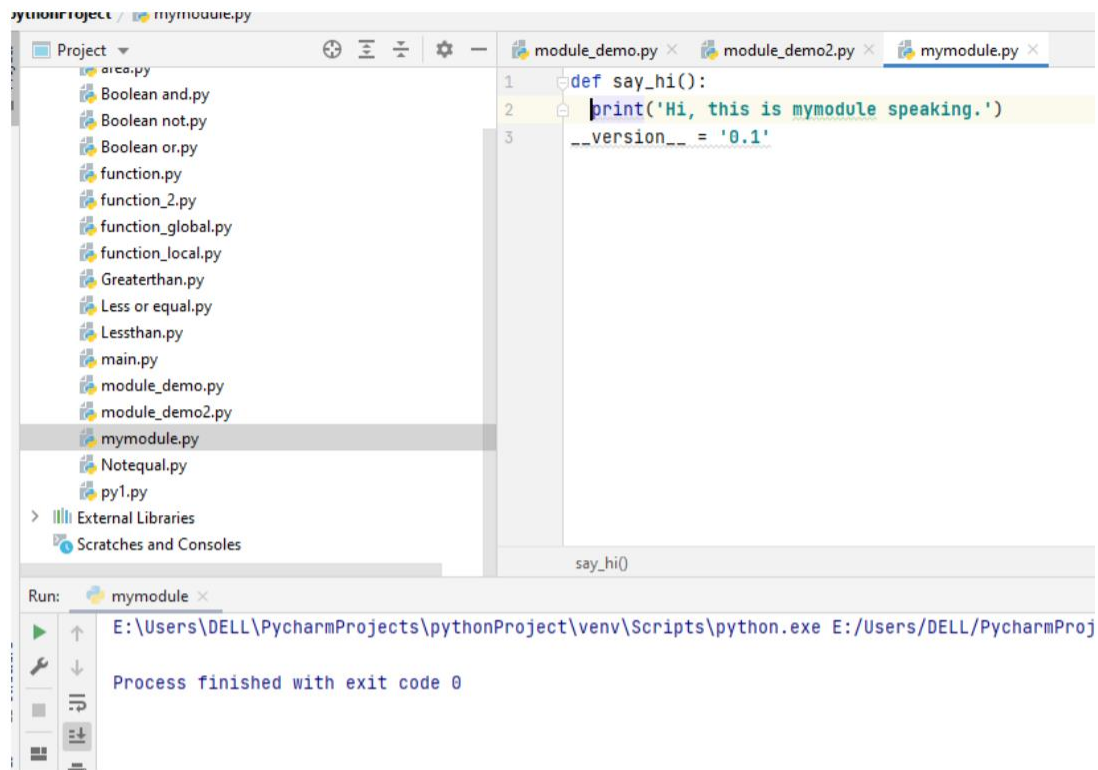 pythonProject / mymodule.py
Project
module_demo.py
module_demo2.py
mymodule.py
area.py
Boolean and.py
Boolean not.py
Boolean or.py
function.py
function_2.py
function_global.py
function_local.py
Greaterthan.py
Less or equal.py
Lessthan.py
main.py
module_demo.py
module_demo2.py
mymodule.py
Notequal.py
py1.py
External Libraries
Scratches and Consoles
1 def say_hi():
2 print('Hi, this is mymodule speaking.')
3 __version__ = '0.1'
say_hi()
Run: mymodule
E:\Users\DELL\PycharmProjects\pythonProject\venv\Scripts\python.exe E:/Users/DELL/PycharmProj
Process finished with exit code 0